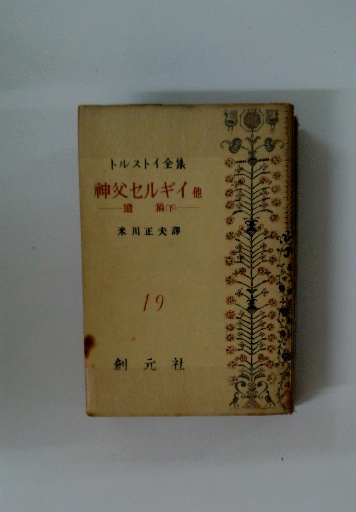 トルストイ全集
神父セルギイ他
遺稿(下)
米川正夫譯
19
創元社